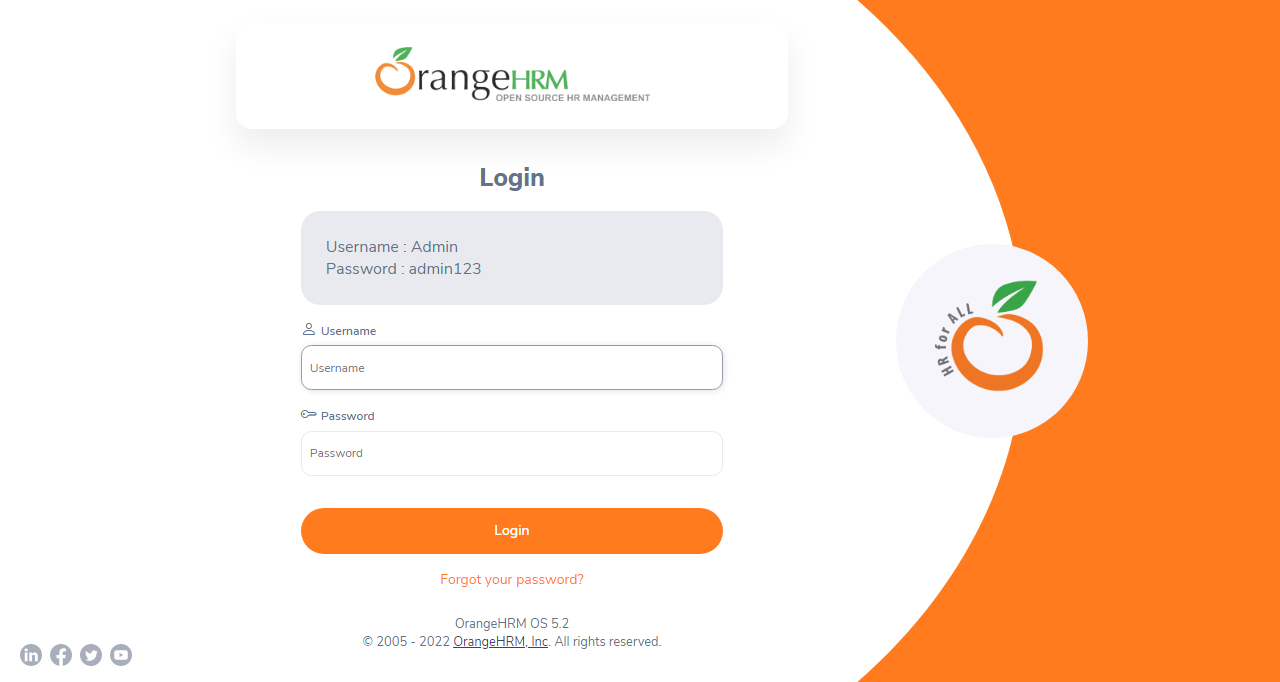 OrangeHRM
OPEN SOURCE HR MANAGEMENT
Login
Username : Admin
Password : admin123
Username
Username
Password
Password
Login
Forgot your password?
OrangeHRM OS 5.2
© 2005 - 2022 OrangeHRM, Inc. All rights reserved.
HR for ALL